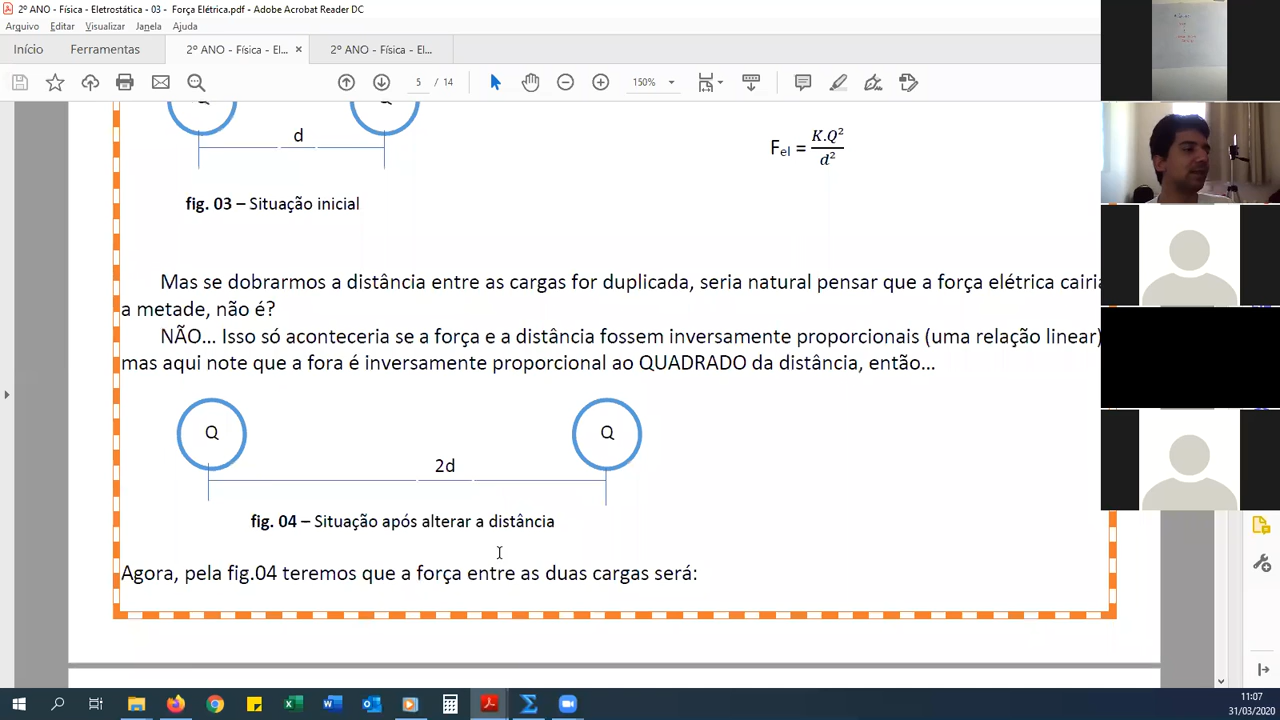 2º ANO - Física - Eletrostática - 03 - Força Elétrica.pdf - Adobe Acrobat Reader DC
Arquivo Editar Visualizar Janela Ajuda
Início Ferramentas 2º ANO - Física - El... × 2º ANO - Física - El...
5 / 14 150%
d
F el = K.Q² / d²
fig. 03 – Situação inicial
Mas se dobrarmos a distância entre as cargas for duplicada, seria natural pensar que a força elétrica cairia
a metade, não é?
NÃO... Isso só aconteceria se a força e a distância fossem inversamente proporcionais (uma relação linear)
mas aqui note que a fora é inversamente proporcional ao QUADRADO da distância, então...
Q Q
2d
fig. 04 – Situação após alterar a distância
Agora, pela fig.04 teremos que a força entre as duas cargas será:
11:07
31/03/2020